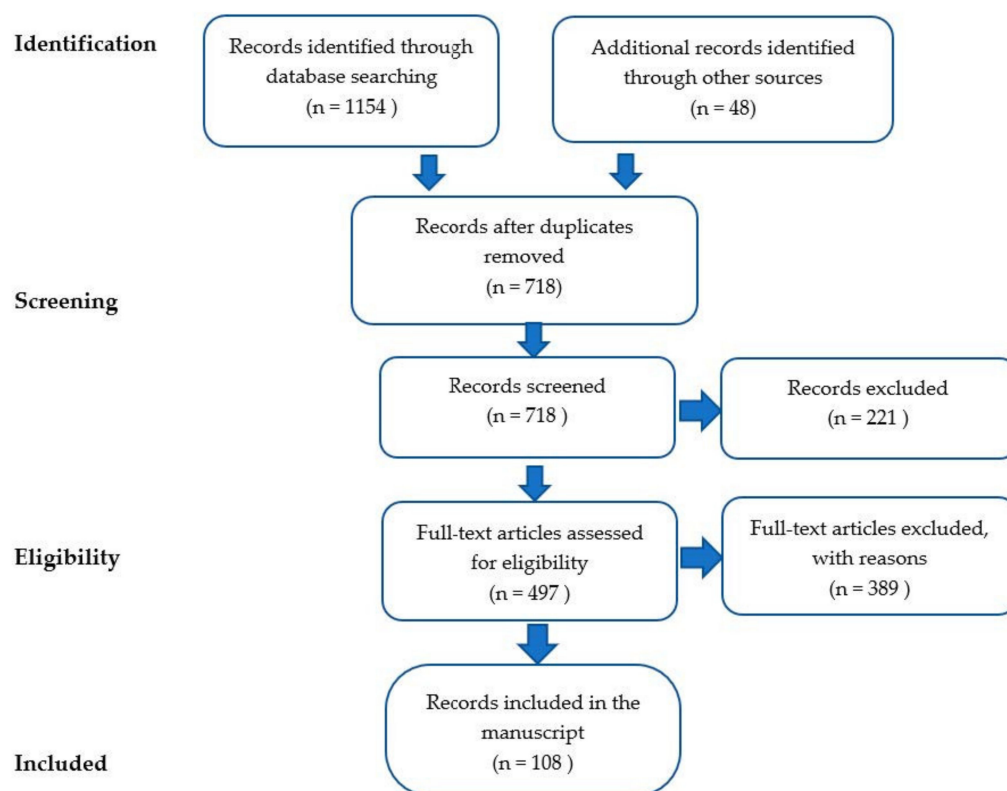 Identification
Records identified through
database searching
(n = 1154 )
Additional records identified
through other sources
(n = 48)
Records after duplicates
removed
(n = 718)
Screening
Records screened
(n = 718 )
Records excluded
(n = 221 )
Eligibility
Full-text articles assessed
for eligibility
(n = 497 )
Full-text articles excluded,
with reasons
(n = 389 )
Records included in the
manuscript
(n = 108 )
Included